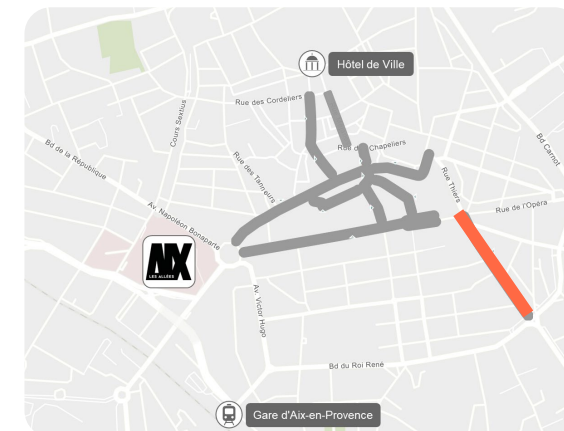 Hôtel de Ville
Rue des Cordeliers
Cours Sextius
Bd Carnot
Rue d Chapeliers
Bd de la République
Rue des Tanneurs
Rue Thiers
Av. Napoléon Bonaparte
Rue de l'Opéra
AIX
LES ALLÉES
Av. Victor Hugo
Bd du Roi René
Gare d'Aix-en-Provence